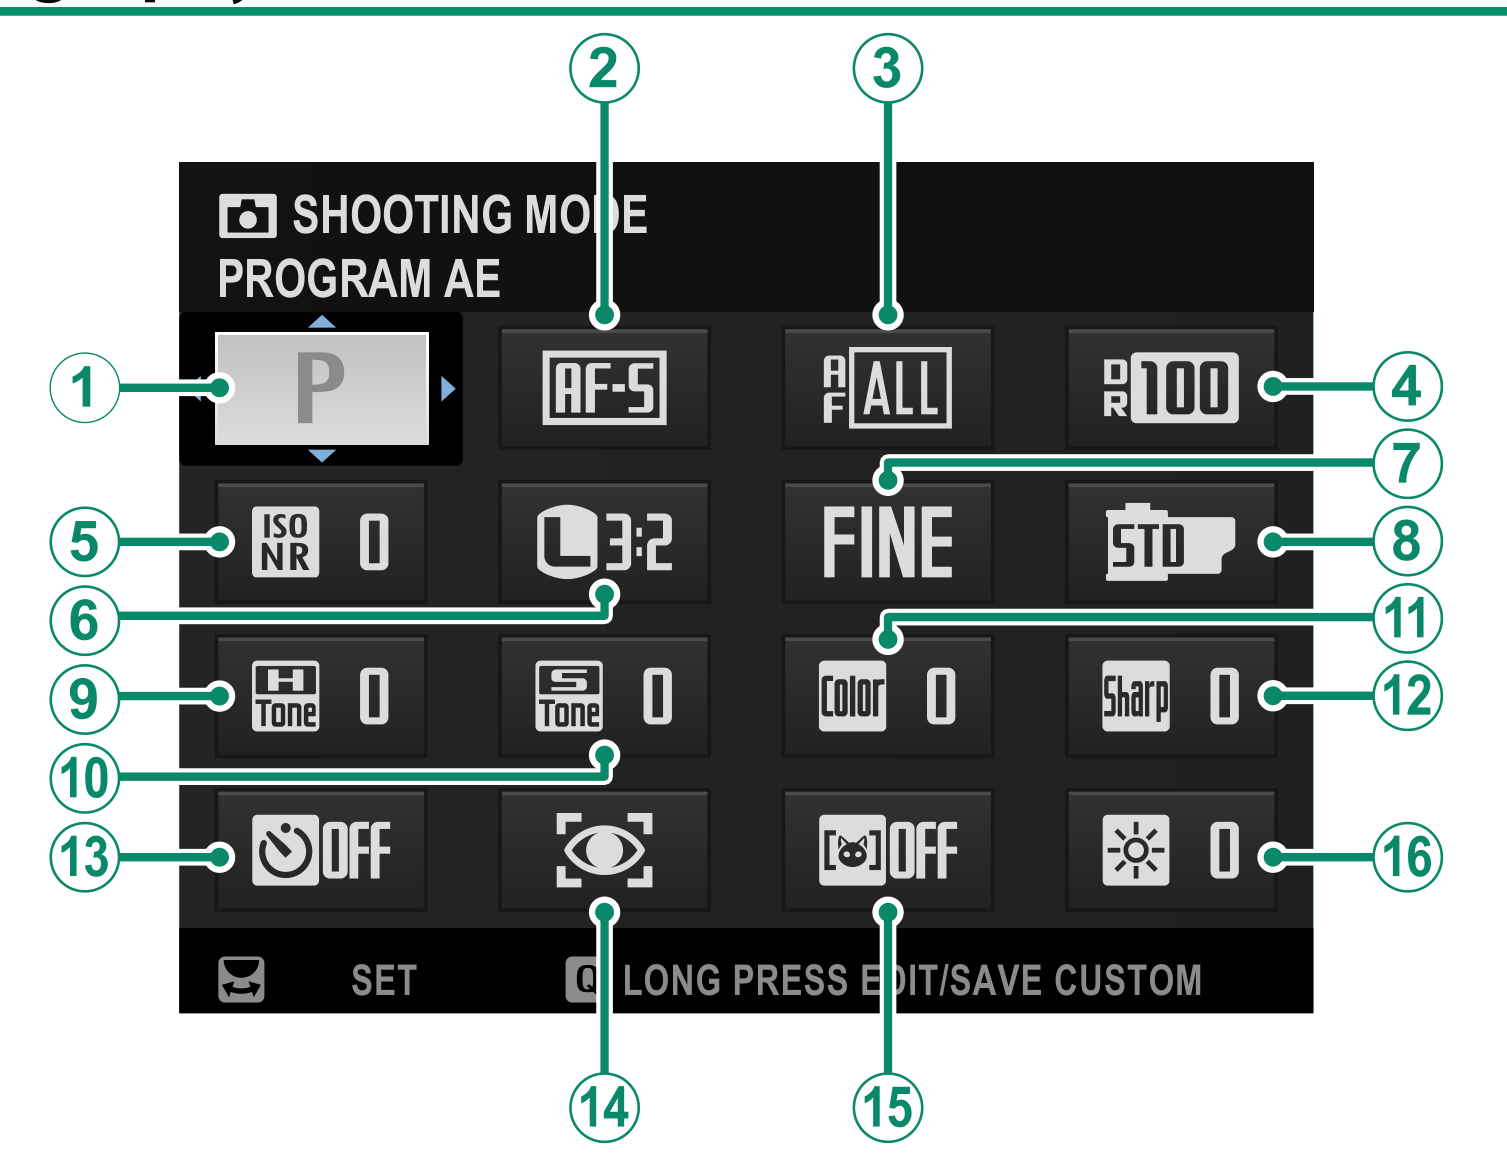 2 3
SHOOTING MODE
PROGRAM AE
1 P AF-S AF ALL DR 100 4
7
5 ISO NR 0 L 3:2 FINE STD 8
6 11
9 H Tone 0 S Tone 0 Color 0 Sharp 0 12
10
13 OFF OFF 0 16
SET Q LONG PRESS EDIT/SAVE CUSTOM
14 15